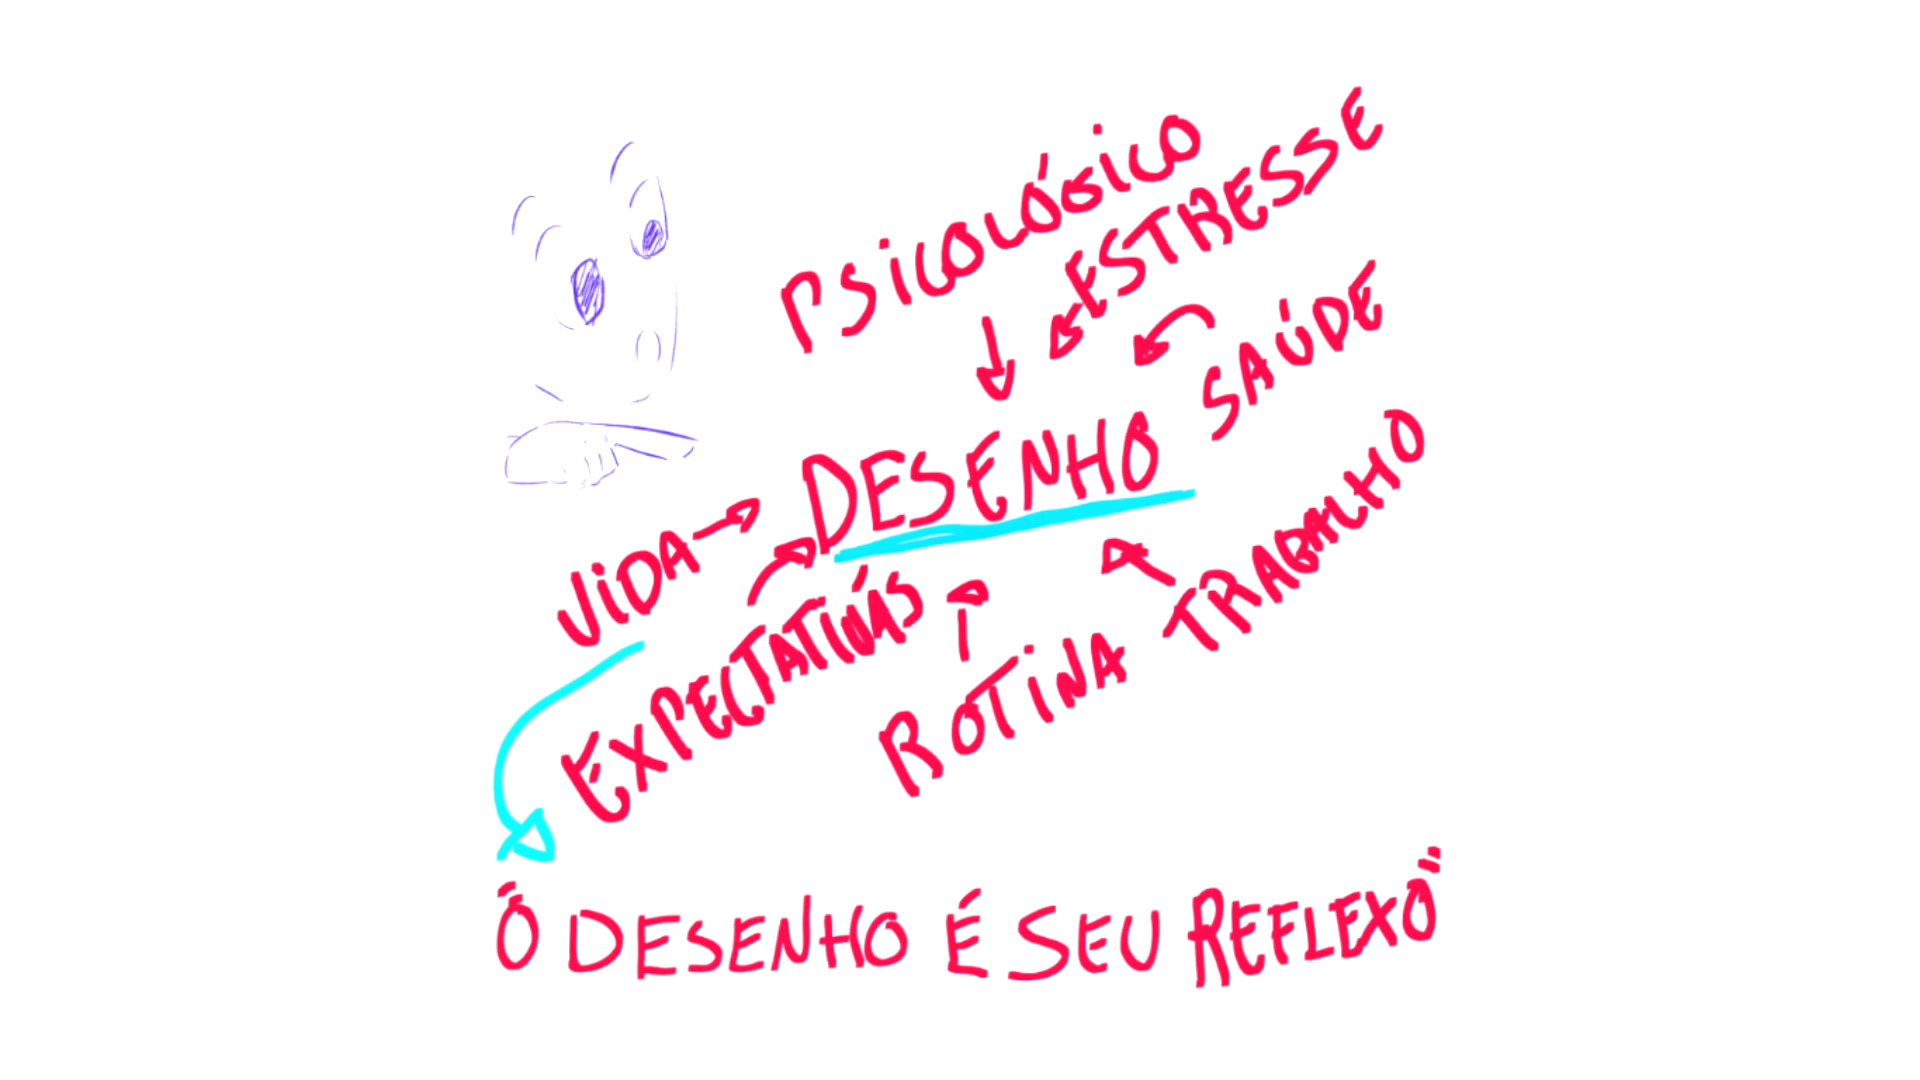 PSICOLÓGICO
ESTRESSE
SAÚDE
DESENHO
VIDA
EXPECTATIVAS
ROTINA TRABALHO
"O DESENHO É SEU REFLEXO"